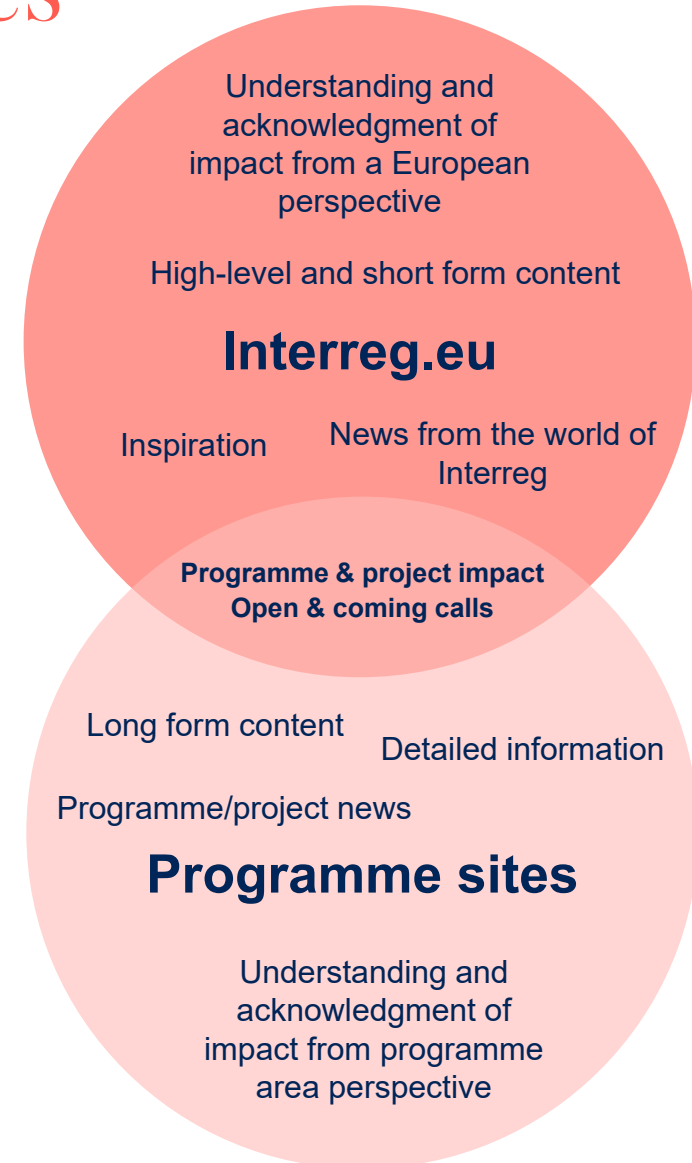 es
Understanding and
acknowledgment of
impact from a European
perspective
High-level and short form content
Interreg.eu
Inspiration
News from the world of
Interreg
Programme & project impact
Open & coming calls
Long form content
Detailed information
Programme/project news
Programme sites
Understanding and
acknowledgment of
impact from programme
area perspective